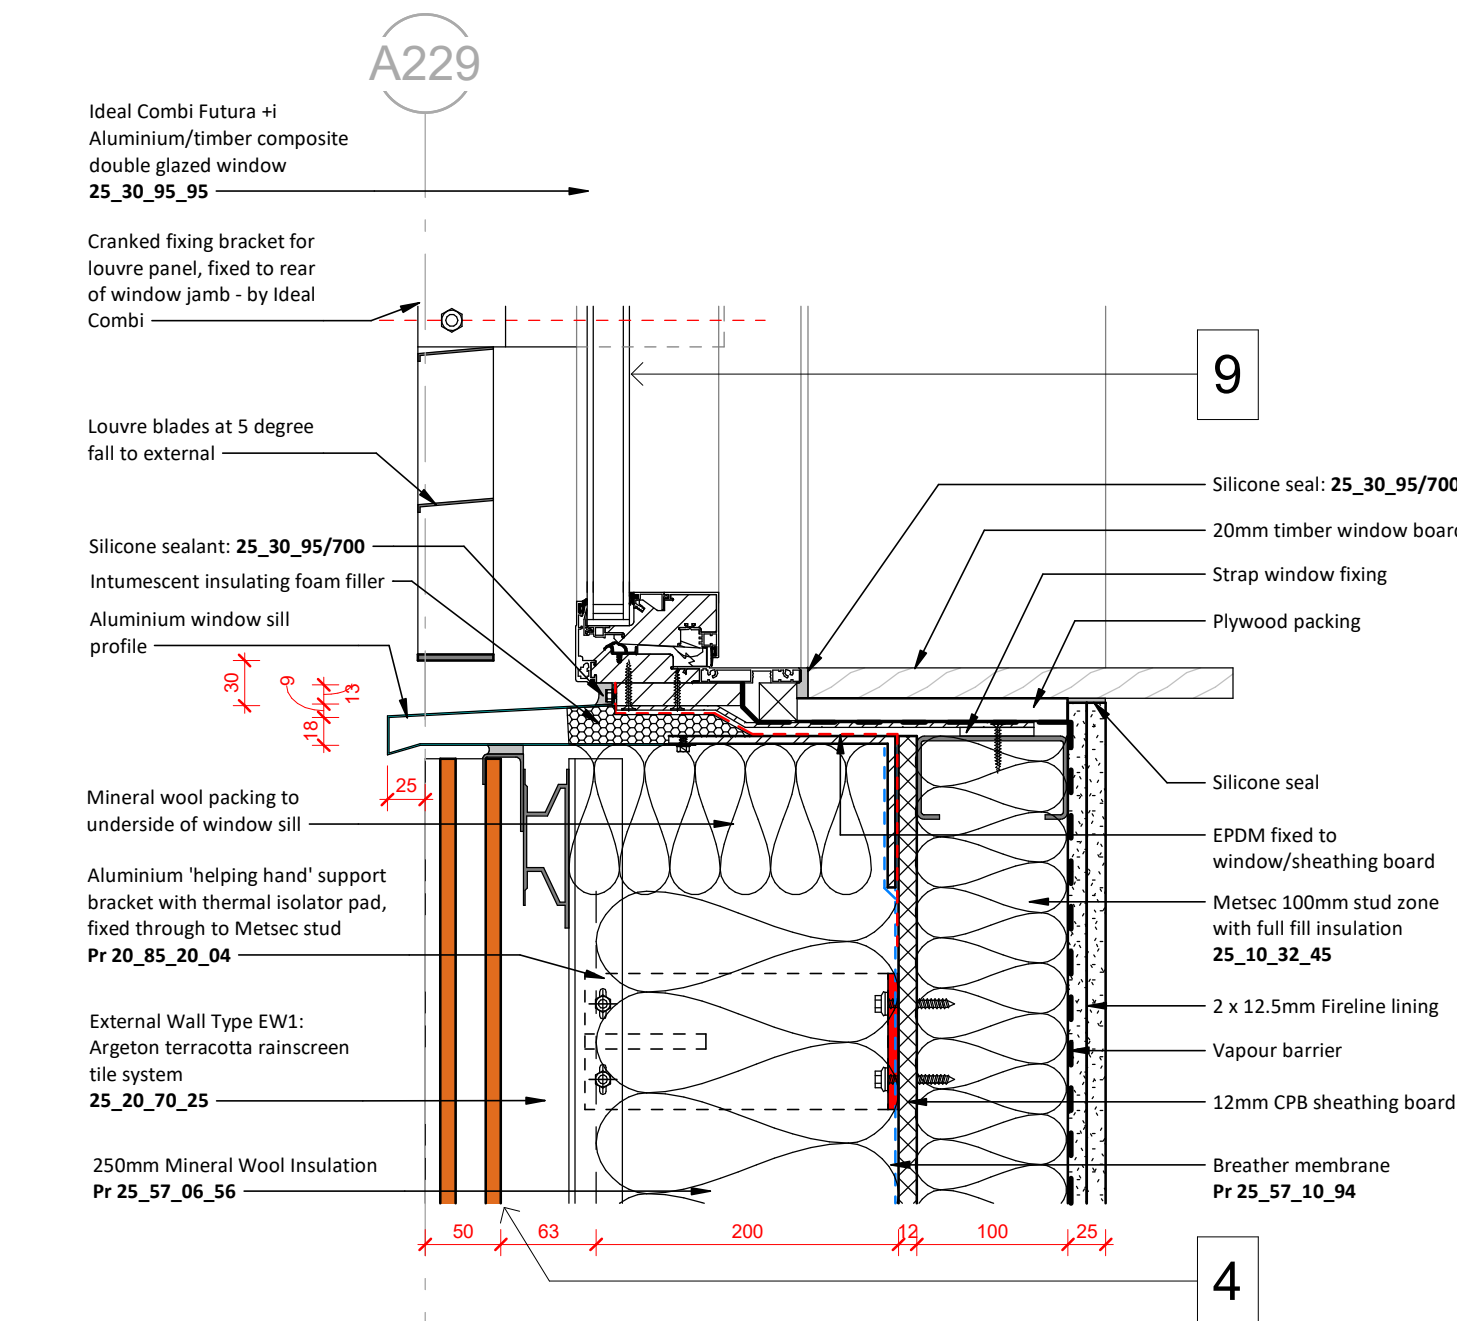 A229
Ideal Combi Futura +i
Aluminium/timber composite
double glazed window
25_30_95_95
Cranked fixing bracket for
louvre panel, fixed to rear
of window jamb - by Ideal
Combi
Louvre blades at 5 degree
fall to external
Silicone sealant: 25_30_95/700
Intumescent insulating foam filler
Aluminium window sill
profile
30
9
13
18
25
Mineral wool packing to
underside of window sill
Aluminium 'helping hand' support
bracket with thermal isolator pad,
fixed through to Metsec stud
Pr 20_85_20_04
External Wall Type EW1:
Argeton terracotta rainscreen
tile system
25_20_70_25
250mm Mineral Wool Insulation
Pr 25_57_06_56
9
Silicone seal: 25_30_95/700
20mm timber window board
Strap window fixing
Plywood packing
Silicone seal
EPDM fixed to
window/sheathing board
Metsec 100mm stud zone
with full fill insulation
25_10_32_45
2 x 12.5mm Fireline lining
Vapour barrier
12mm CPB sheathing board
Breather membrane
Pr 25_57_10_94
50 63 200 12 100 25
4